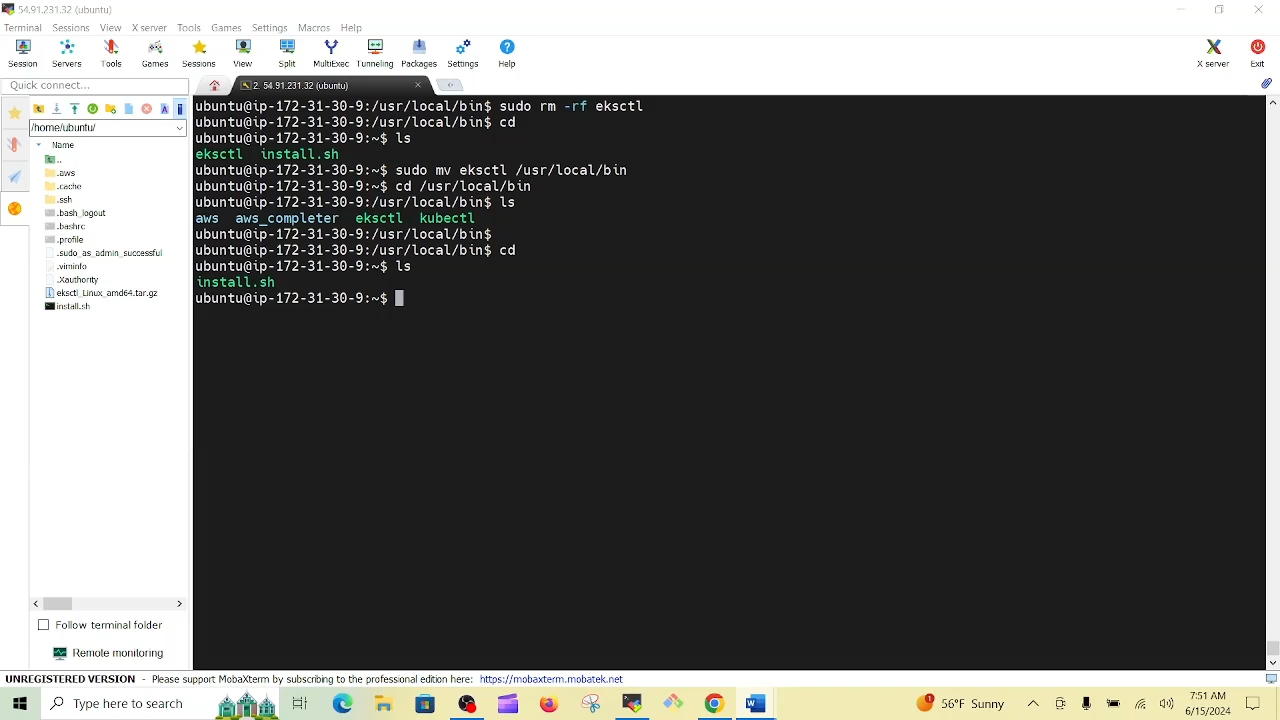 54.91.231.32 (ubuntu)
Terminal Sessions View X server Tools Games Settings Macros Help
Session Servers Tools Games Sessions View Split MultiExec Tunneling Packages Settings Help X server Exit
Quick connect...
2. 54.91.231.32 (ubuntu)
/home/ubuntu/
Name
..
.aws
.cache
.ssh
.bash_logout
.bashrc
.profile
.sudo_as_admin_successful
.viminfo
.Xauthority
eksctl_Linux_amd64.tar.gz
install.sh
Follow terminal folder
Remote monitoring
ubuntu@ip-172-31-30-9:/usr/local/bin$ sudo rm -rf eksctl
ubuntu@ip-172-31-30-9:/usr/local/bin$ cd
ubuntu@ip-172-31-30-9:~$ ls
eksctl install.sh
ubuntu@ip-172-31-30-9:~$ sudo mv eksctl /usr/local/bin
ubuntu@ip-172-31-30-9:~$ cd /usr/local/bin
ubuntu@ip-172-31-30-9:/usr/local/bin$ ls
aws aws_completer eksctl kubectl
ubuntu@ip-172-31-30-9:/usr/local/bin$
ubuntu@ip-172-31-30-9:/usr/local/bin$ cd
ubuntu@ip-172-31-30-9:~$ ls
install.sh
ubuntu@ip-172-31-30-9:~$
UNREGISTERED VERSION - Please support MobaXterm by subscribing to the professional edition here: https://mobaxterm.mobatek.net
Type here to search
56°F Sunny
7:51 AM
6/15/2024